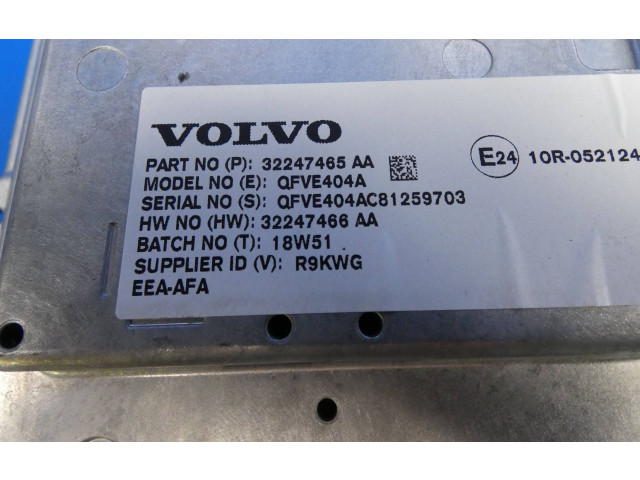 VOLVO
PART NO (P): 32247465 AA
MODEL NO (E): QFVE404A
SERIAL NO (S): QFVE404AC81259703
HW NO (HW): 32247466 AA
BATCH NO (T): 18W51
SUPPLIER ID (V): R9KWG
EEA-AFA
E24 10R-052124